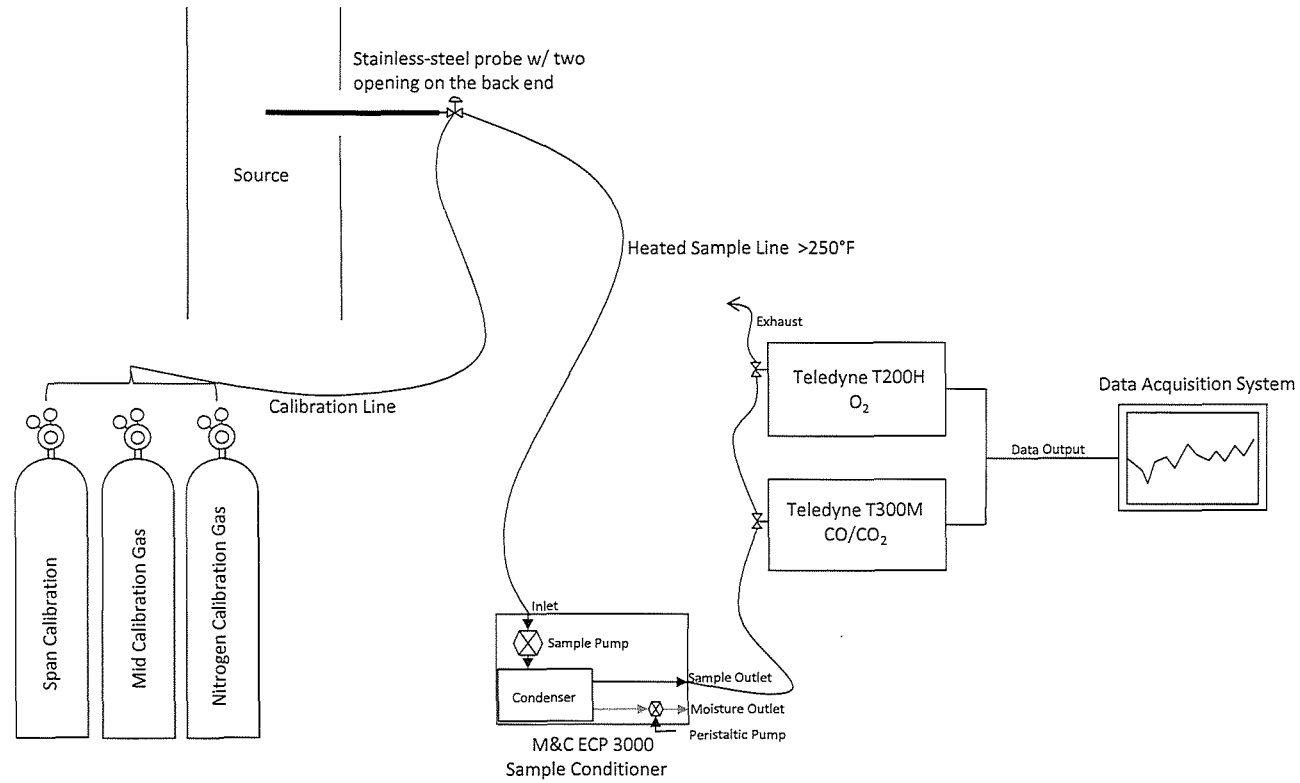 Stainless-steel probe w/ two
opening on the back end
Source
Heated Sample Line >250°F
Exhaust
Teledyne T200H
O₂
Data Acquisition System
Calibration Line
Data Output
Teledyne T300M
CO/CO₂
Span Calibration
Mid Calibration Gas
Nitrogen Calibration Gas
Inlet
Sample Pump
Condenser
Sample Outlet
Moisture Outlet
Peristaltic Pump
M&C ECP 3000
Sample Conditioner